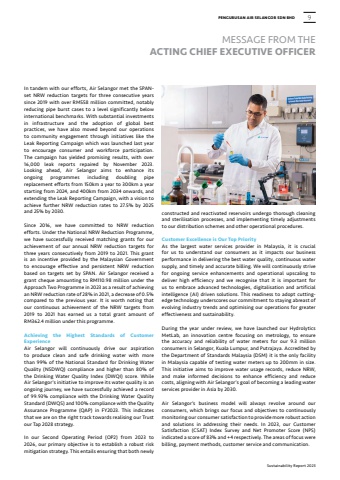 PENGURUSAN AIR SELANGOR SDN BHD
9
MESSAGE FROM THE
ACTING CHIEF EXECUTIVE OFFICER
In tandem with our efforts, Air Selangor met the SPAN-
set NRW reduction targets for three consecutive years
since 2019 with over RM558 million committed, notably
reducing pipe burst cases to a level significantly below
international benchmarks. With substantial investments
in infrastructure and the adoption of global best
practices, we have also moved beyond our operations
to community engagement through initiatives like the
Leak Reporting Campaign which was launched last year
to encourage consumer and workforce participation.
The campaign has yielded promising results, with over
14,000 leak reports repaired by November 2023.
Looking ahead, Air Selangor aims to enhance its
ongoing programmes including doubling pipe
replacement efforts from 150km a year to 300km a year
starting from 2024, and 400km from 2034 onwards, and
extending the Leak Reporting Campaign, with a vision to
achieve further NRW reduction rates to 27.5% by 2025
and 25% by 2030.
Since 2016, we have committed to NRW reduction
efforts. Under the National NRW Reduction Programme,
we have successfully received matching grants for our
achievement of our annual NRW reduction targets for
three years consecutively from 2019 to 2021. This grant
is an incentive provided by the Malaysian Government
to encourage effective and persistent NRW reduction
based on targets set by SPAN. Air Selangor received a
grant cheque amounting to RM110.98 million under the
Approach Two Programme in 2023 as a result of achieving
an NRW reduction rate of 28% in 2021, a decrease of 0.5%
compared to the previous year. It is worth noting that
our continuous achievement of the NRW targets from
2019 to 2021 has earned us a total grant amount of
RM342.4 million under this programme.
Achieving the Highest Standards of Customer
Experience
Air Selangor will continuously drive our aspiration
to produce clean and safe drinking water with more
than 99% of the National Standard for Drinking Water
Quality (NSDWQ) compliance and higher than 80% of
the Drinking Water Quality Index (DWQI) score. While
Air Selangor's initiative to improve its water quality is an
ongoing journey, we have successfully achieved a record
of 99.92% compliance with the Drinking Water Quality
Standard (DWQS) and 100% compliance with the Quality
Assurance Programme (QAP) in FY2023. This indicates
that we are on the right track towards realising our Trust
our Tap 2028 strategy.
In our Second Operating Period (OP2) from 2023 to
2024, our primary objective is to establish a robust risk
mitigation strategy. This entails ensuring that both newly
constructed and reactivated reservoirs undergo thorough cleaning
and sterilisation processes, and implementing timely adjustments
to our distribution schemes and other operational procedures.
Customer Excellence is Our Top Priority
As the largest water services provider in Malaysia, it is crucial
for us to understand our consumers as it impacts our business
performance in delivering the best water quality, continuous water
supply, and timely and accurate billing. We will continuously strive
for ongoing service enhancements and operational upscaling to
deliver high efficiency and we recognise that it is important for
us to embrace advanced technologies, digitalisation and artificial
intelligence (AI) driven solutions. This readiness to adopt cutting-
edge technology underscores our commitment to staying abreast of
evolving industry trends and optimising our operations for greater
effectiveness and sustainability.
During the year under review, we have launched our Hydrolytics
MetLab, an innovation centre focusing on metrology, to ensure
the accuracy and reliability of water meters for our 9.3 million
consumers in Selangor, Kuala Lumpur, and Putrajaya. Accredited by
the Department of Standards Malaysia (DSM) it is the only facility
in Malaysia capable of testing water meters up to 200mm in size.
This initiative aims to improve water usage records, reduce NRW,
and make informed decisions to enhance efficiency and reduce
costs, aligning with Air Selangor's goal of becoming a leading water
services provider in Asia by 2030.
Air Selangor's business model will always revolve around our
consumers, which brings our focus and objectives to continuously
monitoring our consumer satisfaction to provide more robust action
and solutions in addressing their needs. In 2023, our Customer
Satisfaction (CSAT) Index Survey and Net Promoter Score (NPS)
indicated a score of 83% and +4 respectively. The areas of focus were
billing, payment methods, customer service and communication.
Sustainability Report 2023